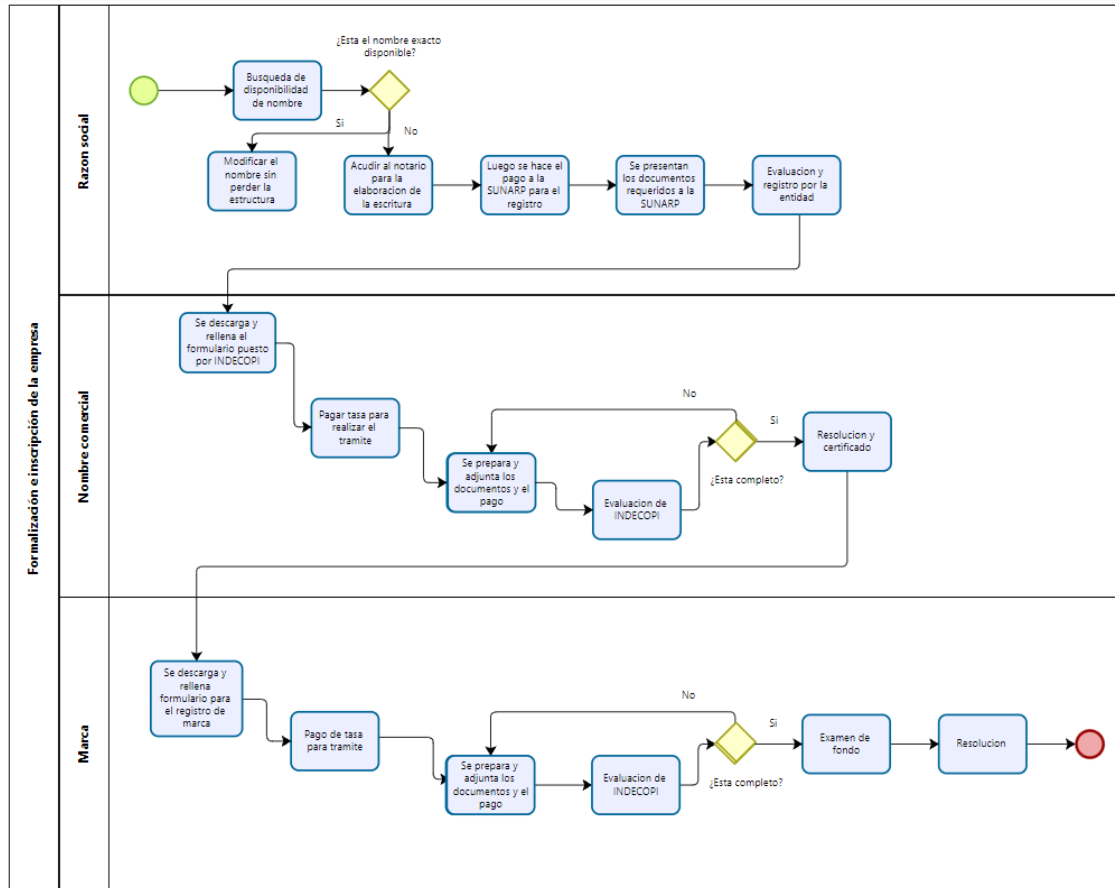 Formalización e inscripción de la empresa
Razon social
¿Esta el nombre exacto
disponible?
Busqueda de
disponibilidad
de nombre
Si
No
Modificar el
nombre sin
perder la
estructura
Acudir al notario
para la
elaboracion de
la escritura
Luego se hace el
pago a la
SUNARP para el
registro
Se presentan
los documentos
requeridos a la
SUNARP
Evaluacion y
registro por la
entidad
Nombre comercial
Se descarga y
rellena el
formulario puesto
por INDECOPI
Pagar tasa para
realizar el
tramite
Se prepara y
adjunta los
documentos y el
pago
Evaluacion de
INDECOPI
No
Si
¿Esta completo?
Resolucion y
certificado
Marca
Se descarga y
rellena
formulario para
el registro de
marca
Pago de tasa
para tramite
Se prepara y
adjunta los
documentos y el
pago
Evaluacion de
INDECOPI
No
Si
¿Esta completo?
Examen de
fondo
Resolucion